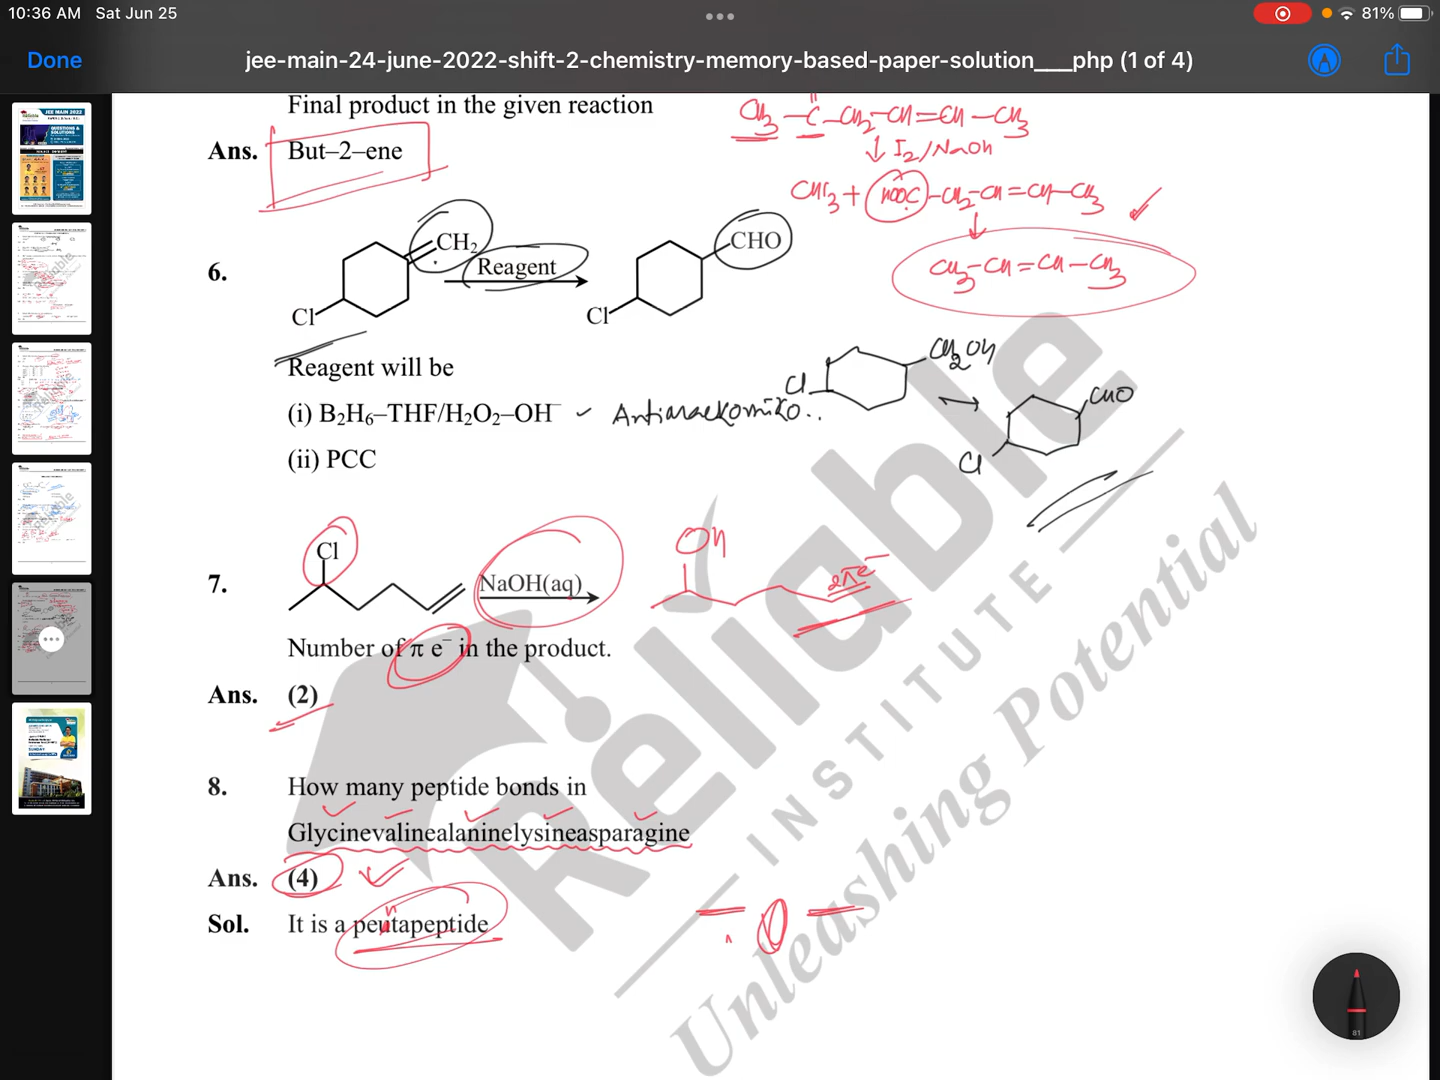 10:36 AM Sat Jun 25
81%
Done
jee-main-24-june-2022-shift-2-chemistry-memory-based-paper-solution___php (1 of 4)
Final product in the given reaction
CH3–C–CH2–CH=CH–CH3
Ans. But–2–ene
↓ I2/NaOH
CHI3 + HOOC–CH2–CH=CH–CH3
CH3–CH=CH–CH3
6.
CH2
Reagent
CHO
Cl
Cl
Reagent will be
CH2OH
Cl
(i) B2H6–THF/H2O2–OH–
CHO
Cl
(ii) PCC
7.
Cl
NaOH(aq)
OH
2πe–
Number of π e– in the product.
Ans. (2)
8. How many peptide bonds in
Glycinevalinealaninelysineasparagine
Ans. (4)
Sol. It is a peutapeptide
n
Reliable
INSTITUTE
Unleashing Potential
81